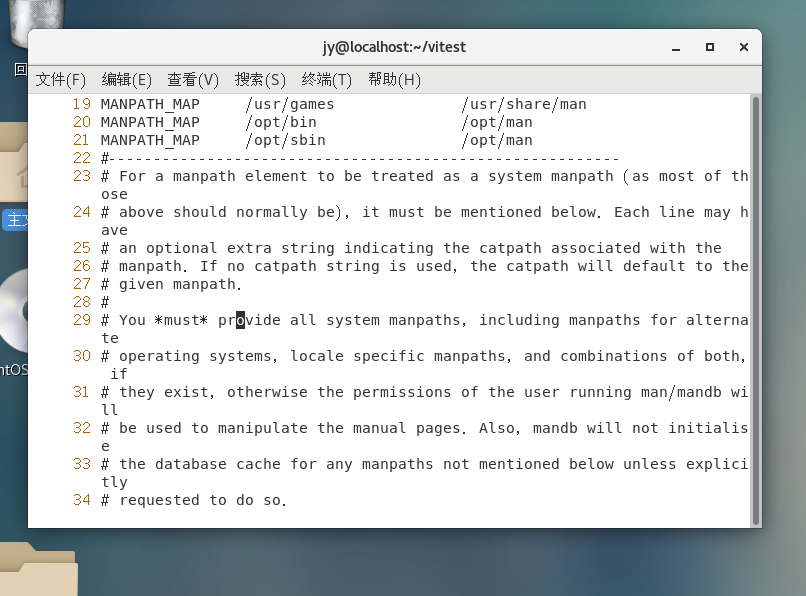 jy@localhost:~/vitest
回
文件(F) 编辑(E) 查看(V) 搜索(S) 终端(T) 帮助(H)
19 MANPATH_MAP     /usr/games              /usr/share/man
20 MANPATH_MAP     /opt/bin                /opt/man
21 MANPATH_MAP     /opt/sbin               /opt/man
22 #---------------------------------------------------------
23 # For a manpath element to be treated as a system manpath (as most of th
ose
24 # above should normally be), it must be mentioned below. Each line may h
ave
25 # an optional extra string indicating the catpath associated with the
26 # manpath. If no catpath string is used, the catpath will default to the
27 # given manpath.
28 #
29 # You *must* provide all system manpaths, including manpaths for alterna
te
30 # operating systems, locale specific manpaths, and combinations of both,
 if
31 # they exist, otherwise the permissions of the user running man/mandb wi
ll
32 # be used to manipulate the manual pages. Also, mandb will not initialis
e
33 # the database cache for any manpaths not mentioned below unless explici
tly
34 # requested to do so.
主
ntOS